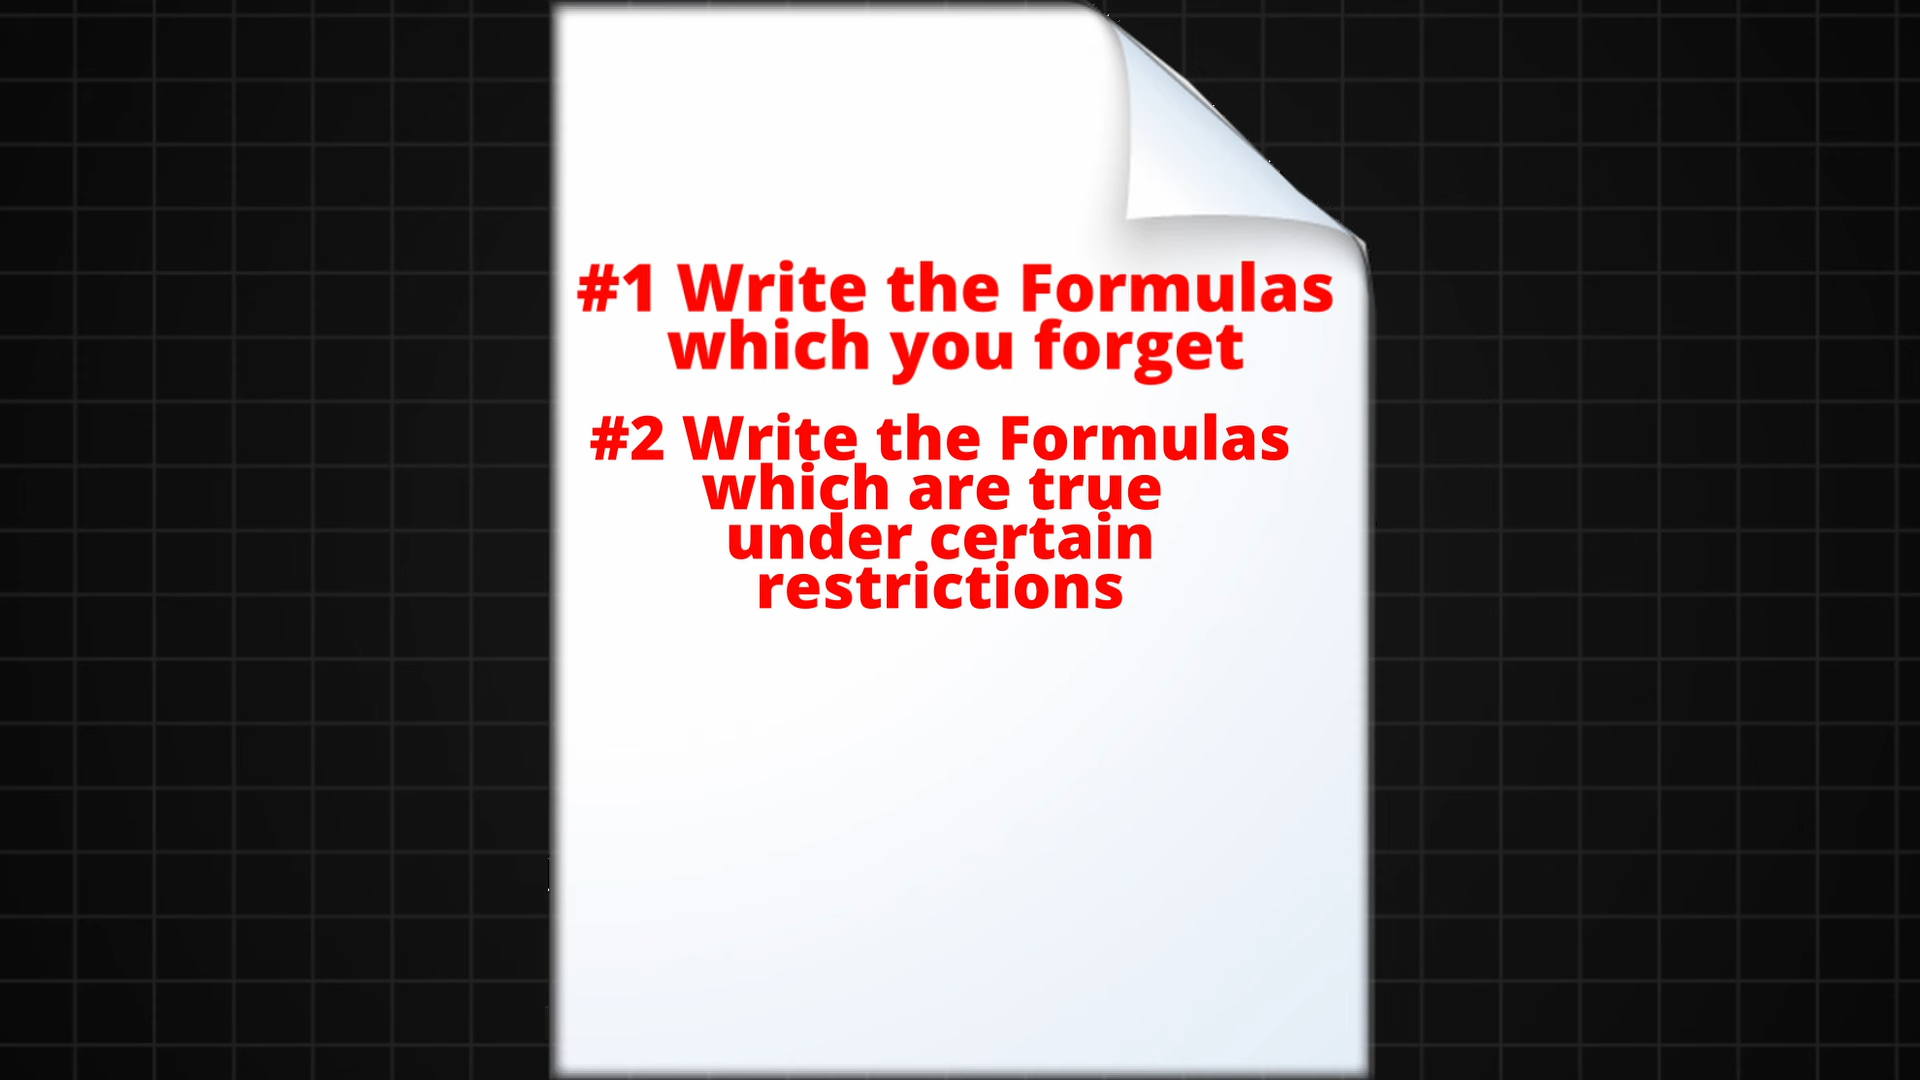 #1 Write the Formulas
which you forget
#2 Write the Formulas
which are true
under certain
restrictions